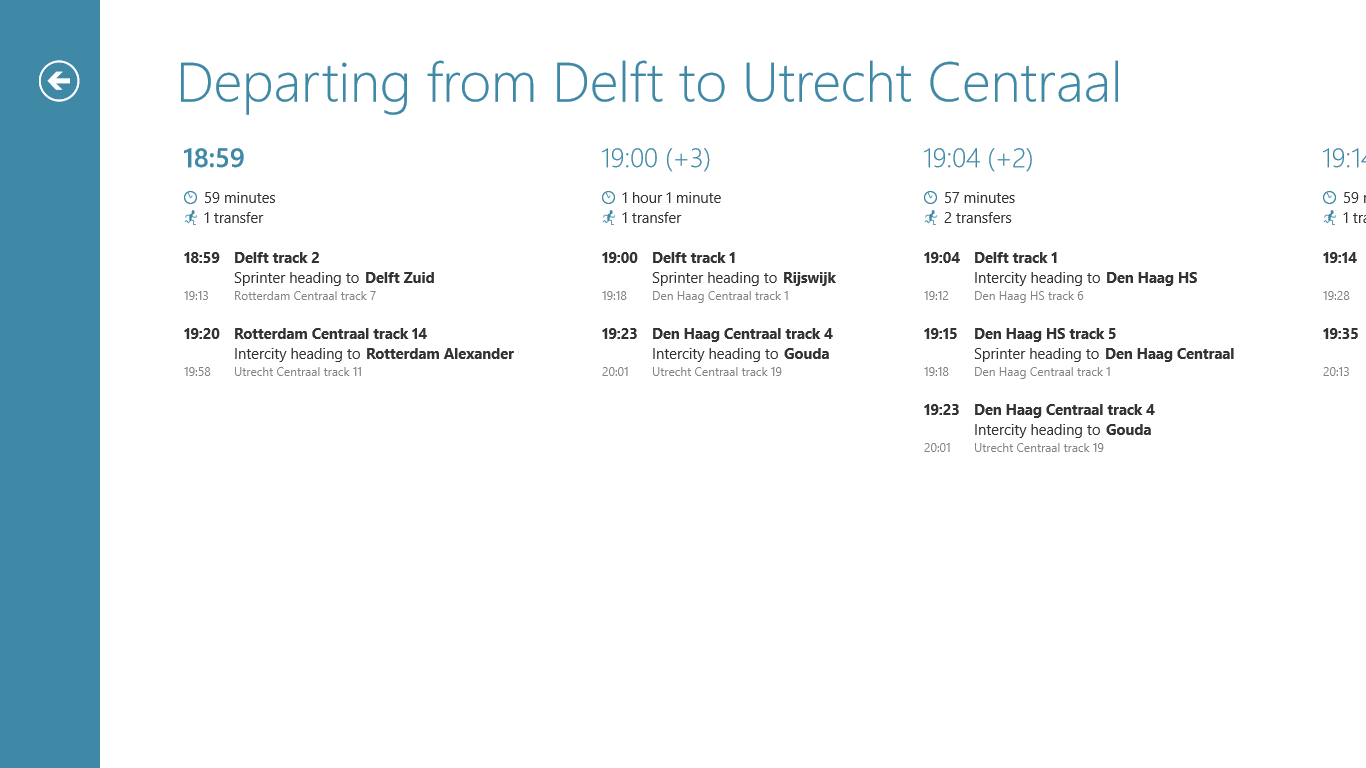 Departing from Delft to Utrecht Centraal
18:59
59 minutes
1 transfer
18:59 Delft track 2
Sprinter heading to Delft Zuid
19:13 Rotterdam Centraal track 7
19:20 Rotterdam Centraal track 14
Intercity heading to Rotterdam Alexander
19:58 Utrecht Centraal track 11
19:00 (+3)
1 hour 1 minute
1 transfer
19:00 Delft track 1
Sprinter heading to Rijswijk
19:18 Den Haag Centraal track 1
19:23 Den Haag Centraal track 4
Intercity heading to Gouda
20:01 Utrecht Centraal track 19
19:04 (+2)
57 minutes
2 transfers
19:04 Delft track 1
Intercity heading to Den Haag HS
19:12 Den Haag HS track 6
19:15 Den Haag HS track 5
Sprinter heading to Den Haag Centraal
19:18 Den Haag Centraal track 1
19:23 Den Haag Centraal track 4
Intercity heading to Gouda
20:01 Utrecht Centraal track 19
19:14
59
1
19:14
19:28
19:35
20:13